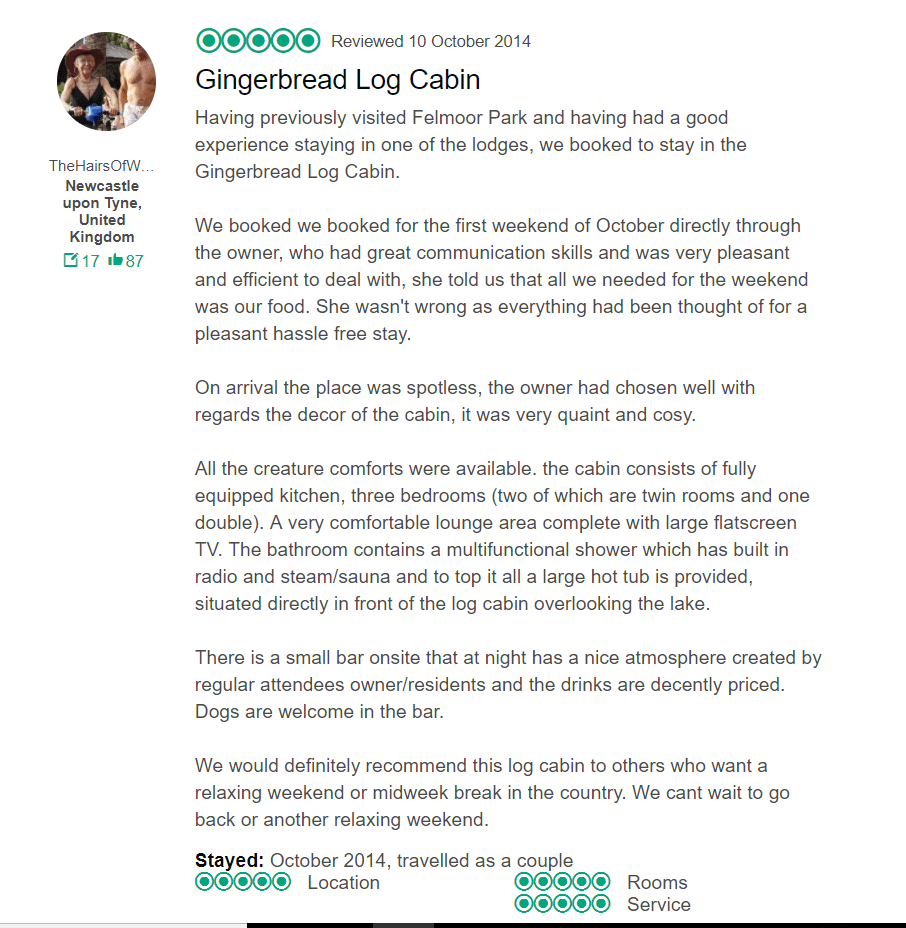 Reviewed 10 October 2014
Gingerbread Log Cabin
Having previously visited Felmoor Park and having had a good
experience staying in one of the lodges, we booked to stay in the
Gingerbread Log Cabin.
TheHairsOfW...
Newcastle
upon Tyne,
United
Kingdom
17 87
We booked we booked for the first weekend of October directly through
the owner, who had great communication skills and was very pleasant
and efficient to deal with, she told us that all we needed for the weekend
was our food. She wasn't wrong as everything had been thought of for a
pleasant hassle free stay.
On arrival the place was spotless, the owner had chosen well with
regards the decor of the cabin, it was very quaint and cosy.
All the creature comforts were available. the cabin consists of fully
equipped kitchen, three bedrooms (two of which are twin rooms and one
double). A very comfortable lounge area complete with large flatscreen
TV. The bathroom contains a multifunctional shower which has built in
radio and steam/sauna and to top it all a large hot tub is provided,
situated directly in front of the log cabin overlooking the lake.
There is a small bar onsite that at night has a nice atmosphere created by
regular attendees owner/residents and the drinks are decently priced.
Dogs are welcome in the bar.
We would definitely recommend this log cabin to others who want a
relaxing weekend or midweek break in the country. We cant wait to go
back or another relaxing weekend.
Stayed: October 2014, travelled as a couple
Location
Rooms
Service